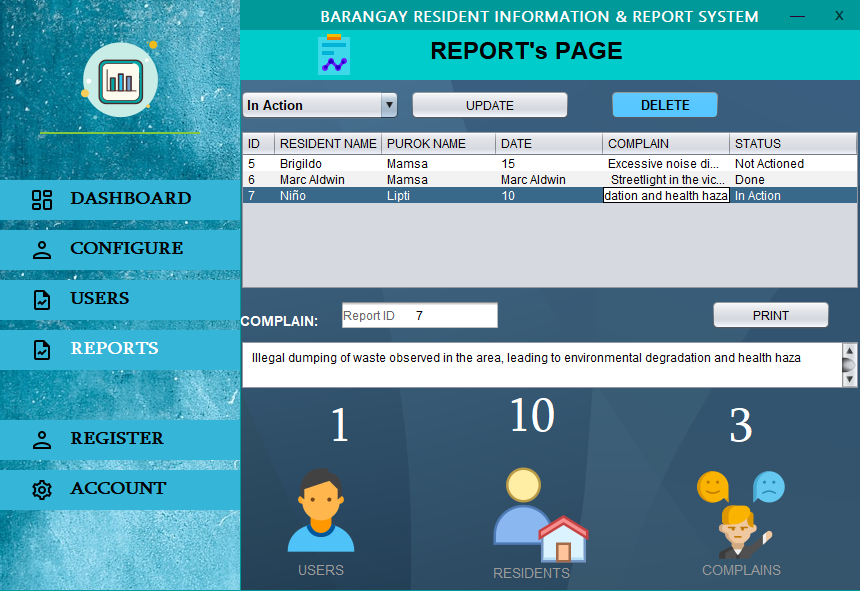 BARANGAY RESIDENT INFORMATION & REPORT SYSTEM — X
REPORT's PAGE
In Action UPDATE DELETE
ID RESIDENT NAME PUROK NAME DATE COMPLAIN STATUS
5 Brigildo Mamsa 15 Excessive noise di... Not Actioned
6 Marc Aldwin Mamsa Marc Aldwin Streetlight in the vic... Done
7 Niño Lipti 10 dation and health haza In Action
DASHBOARD
CONFIGURE
USERS
REPORTS
REGISTER
ACCOUNT
COMPLAIN: Report ID 7 PRINT
Illegal dumping of waste observed in the area, leading to environmental degradation and health haza
1 10 3
USERS RESIDENTS COMPLAINS